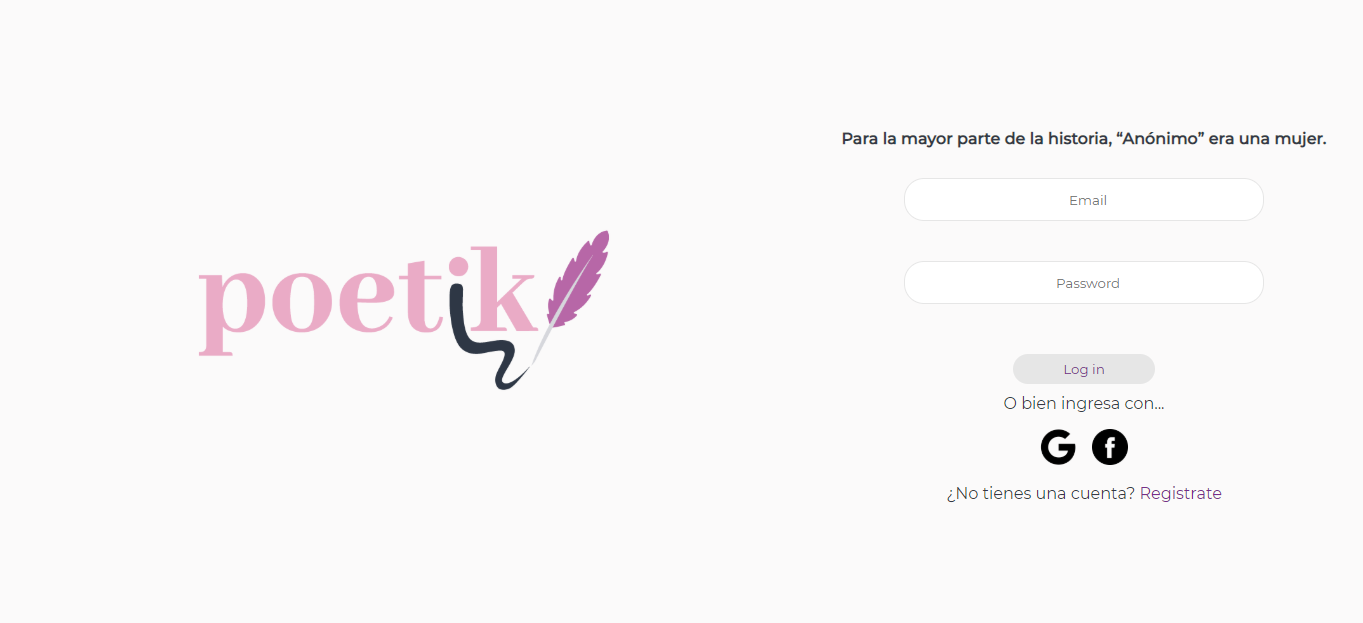 poetik
Para la mayor parte de la historia, “Anónimo” era una mujer.
Email
Password
Log in
O bien ingresa con...
¿No tienes una cuenta? Registrate